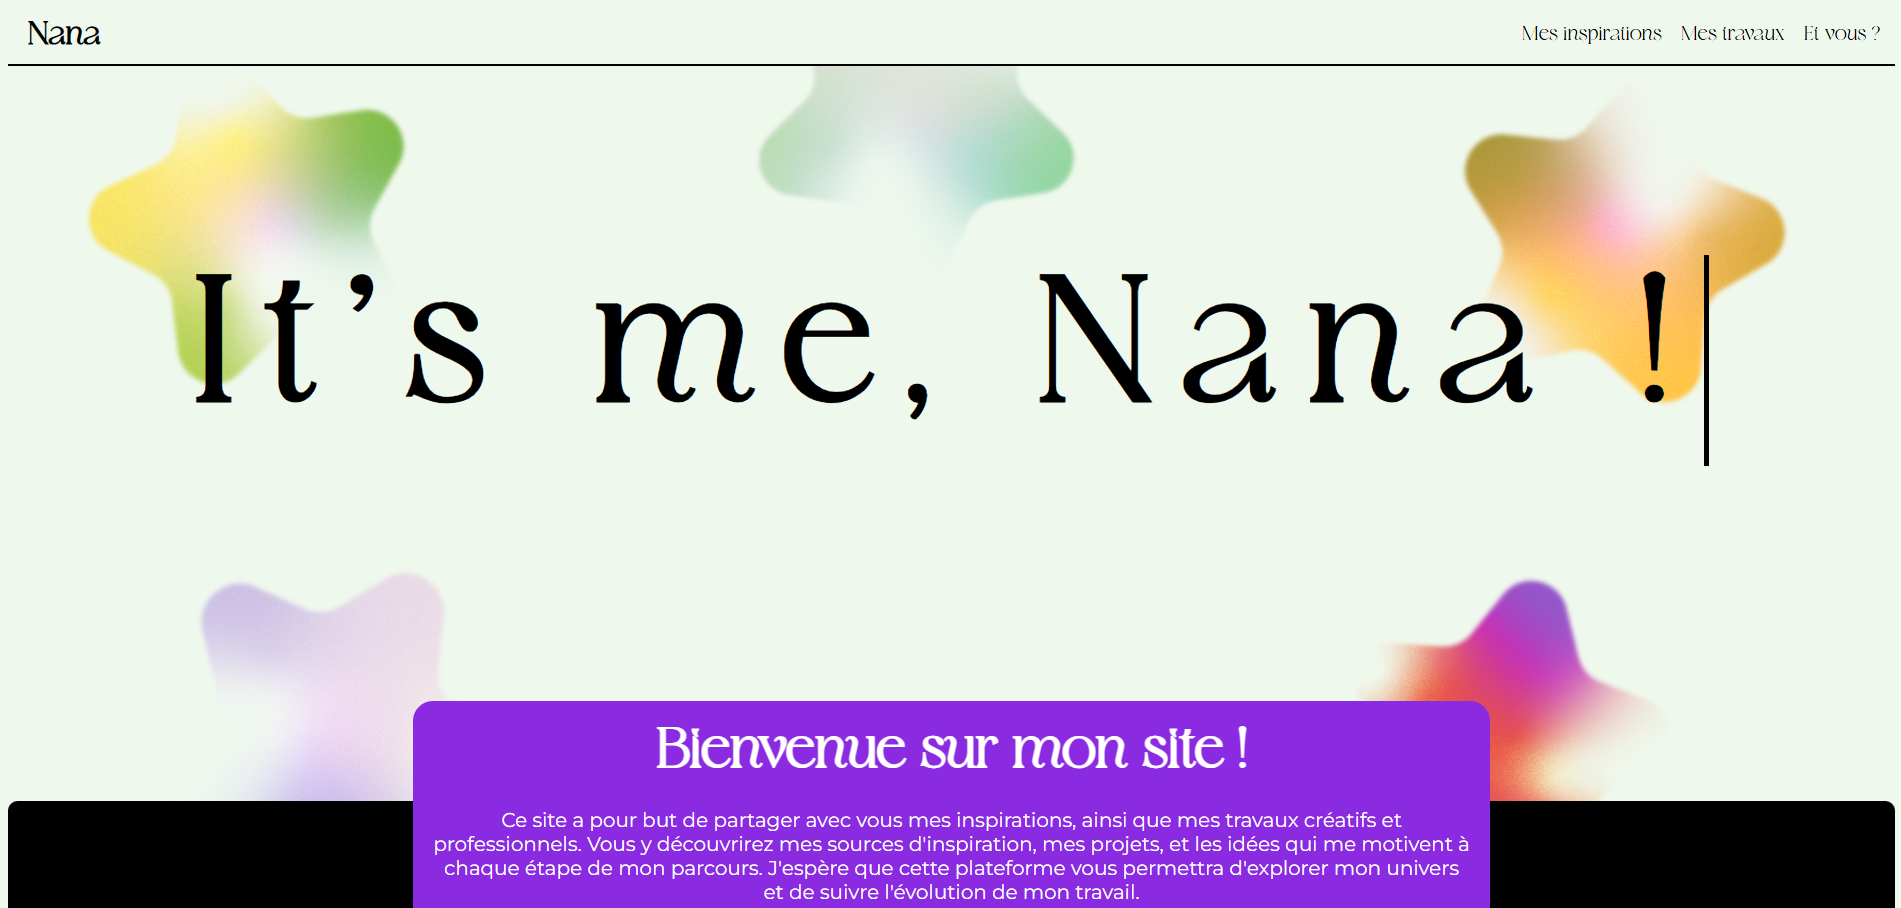 Nana
Mes inspirations Mes travaux Et vous ?
It’s me, Nana !
Bienvenue sur mon site !
Ce site a pour but de partager avec vous mes inspirations, ainsi que mes travaux créatifs et
professionnels. Vous y découvrirez mes sources d'inspiration, mes projets, et les idées qui me motivent à
chaque étape de mon parcours. J'espère que cette plateforme vous permettra d'explorer mon univers
et de suivre l'évolution de mon travail.